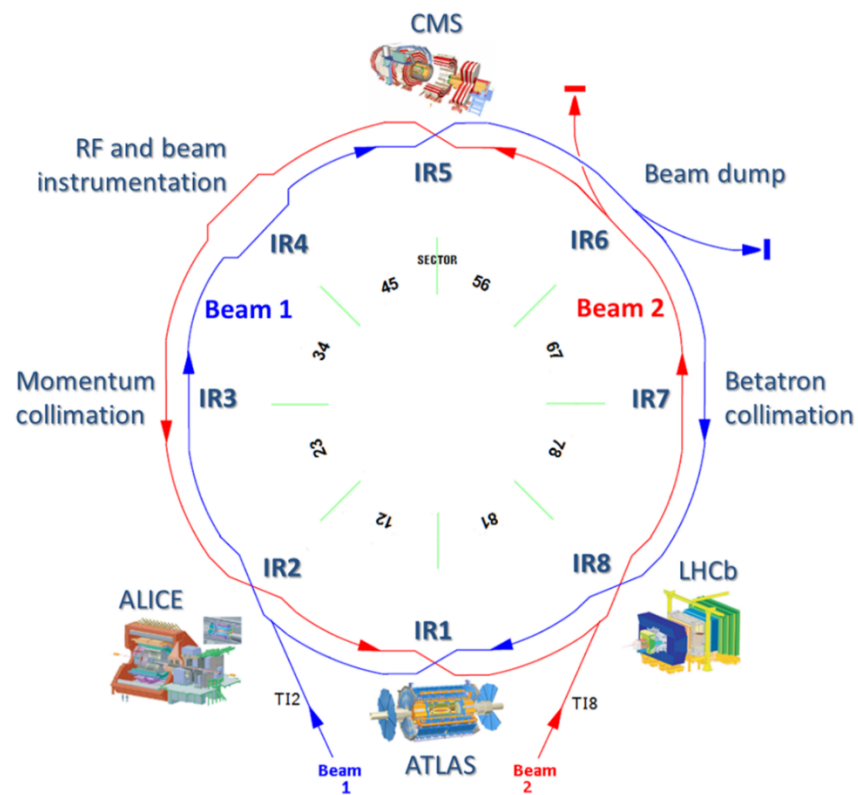 CMS
RF and beam
instrumentation
IR5
Beam dump
IR4
IR6
SECTOR
45
56
Beam 1
Beam 2
34
67
Momentum
collimation
IR3
IR7
Betatron
collimation
23
78
12
81
IR2
IR8
ALICE
LHCb
IR1
TI2
TI8
ATLAS
Beam
1
Beam
2